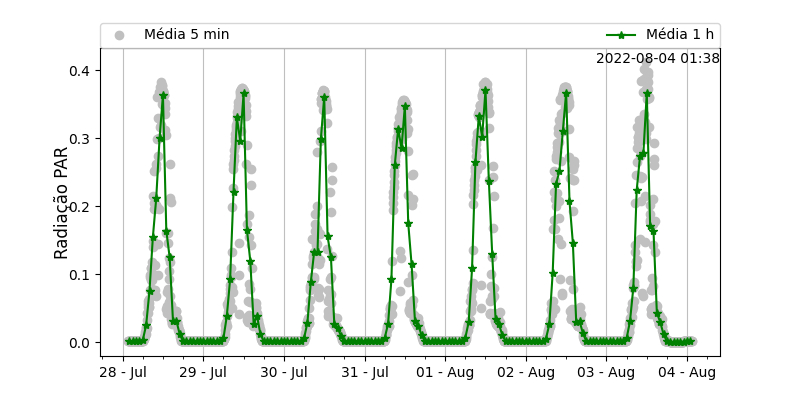 Média 5 min
Média 1 h
2022-08-04 01:38
Radiação PAR
0.4
0.3
0.2
0.1
0.0
28 - Jul
29 - Jul
30 - Jul
31 - Jul
01 - Aug
02 - Aug
03 - Aug
04 - Aug